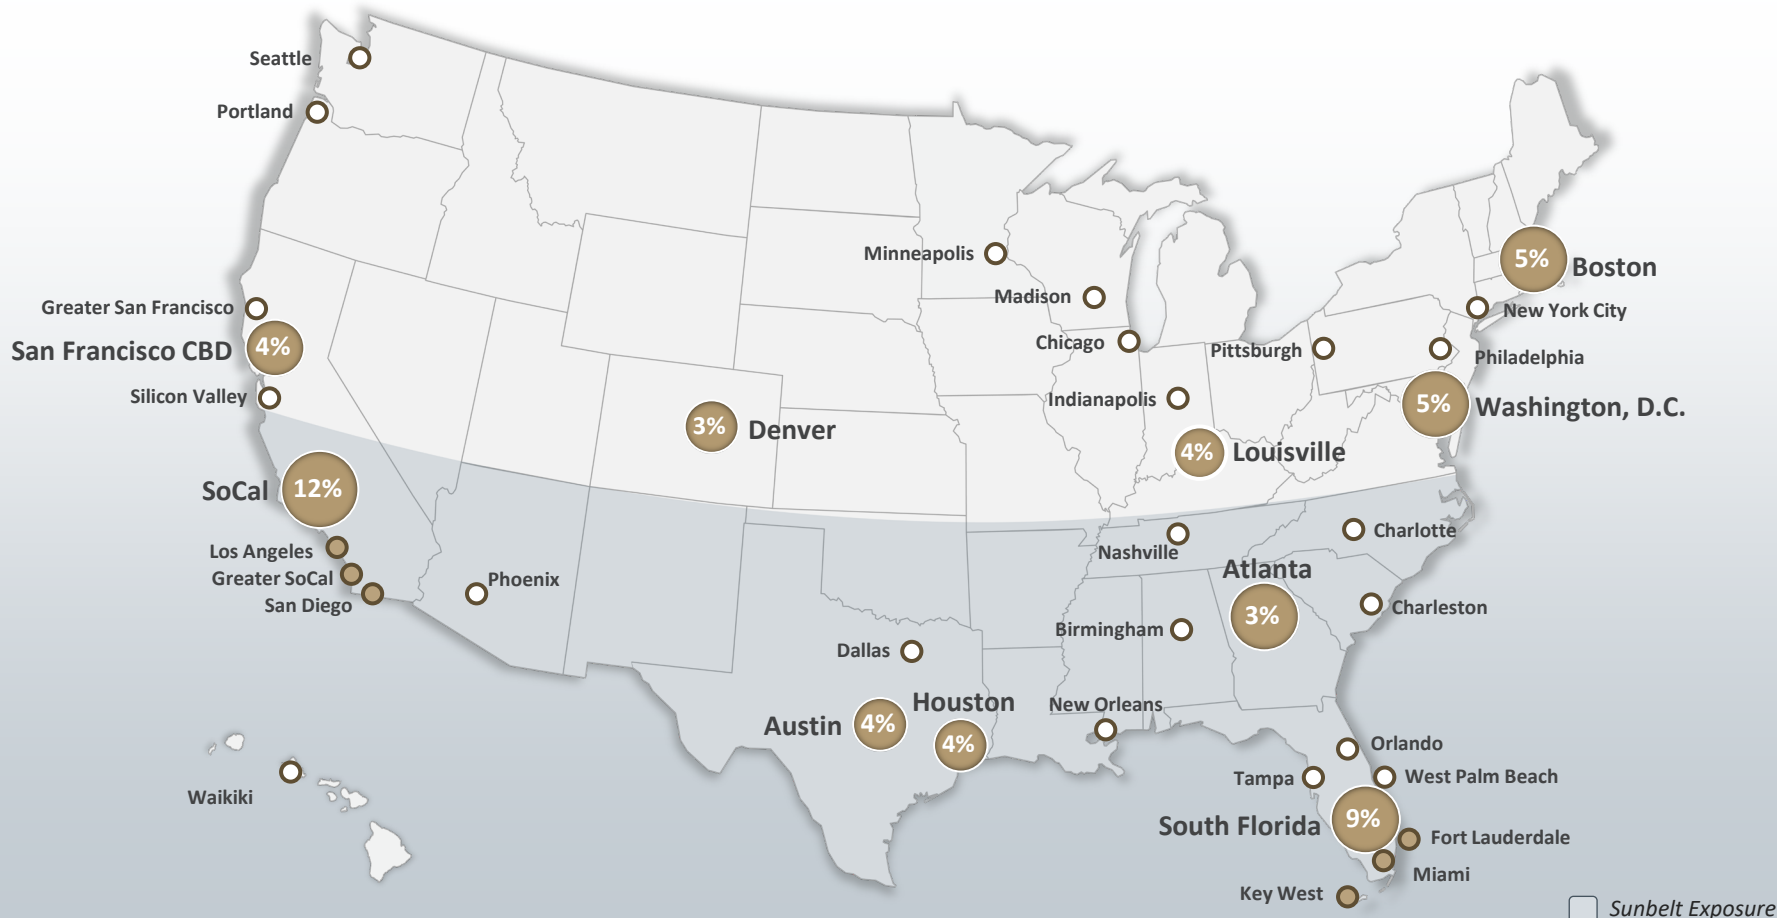 Seattle
Portland
Minneapolis
Madison
Chicago
5% Boston
New York City
Pittsburgh
Philadelphia
Greater San Francisco
San Francisco CBD 4%
Silicon Valley
Indianapolis
5% Washington, D.C.
3% Denver
4% Louisville
SoCal 12%
Los Angeles
Greater SoCal
San Diego
Phoenix
Nashville
Charlotte
Atlanta
3%
Charleston
Birmingham
Dallas
Houston
4%
Austin 4%
New Orleans
Orlando
Tampa
West Palm Beach
South Florida 9%
Fort Lauderdale
Miami
Key West
Waikiki
Sunbelt Exposure